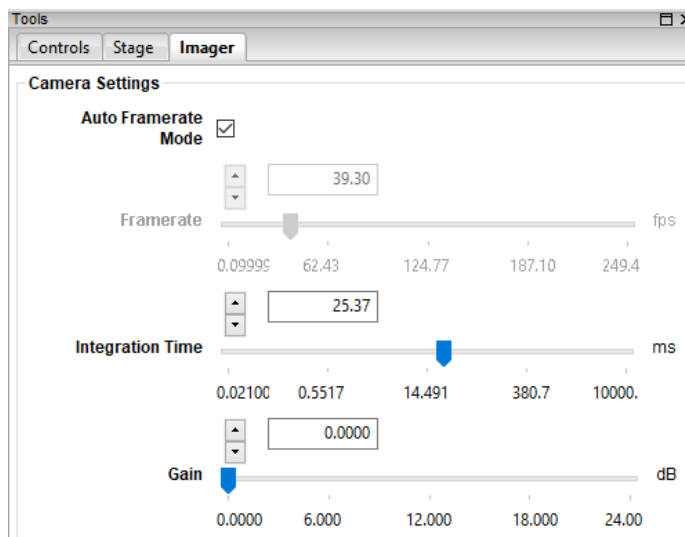 Tools
Controls Stage Imager
Camera Settings
Auto Framerate
Mode
39.30
Framerate fps
0.09999 62.43 124.77 187.10 249.4
25.37
Integration Time ms
0.02100 0.5517 14.491 380.7 10000.
0.0000
Gain dB
0.0000 6.000 12.000 18.000 24.00